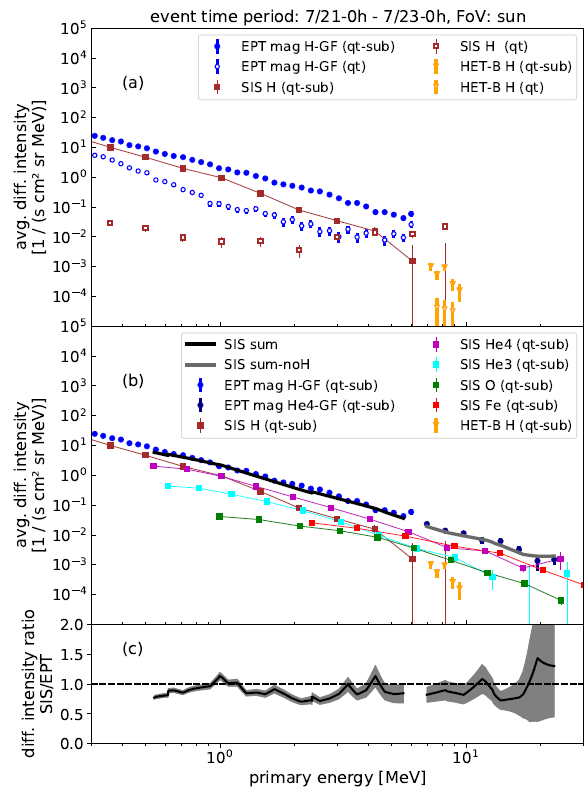 event time period: 7/21-0h - 7/23-0h, FoV: sun
10⁵
10⁴
10³
10²
10¹
10⁰
10⁻¹
10⁻²
10⁻³
10⁻⁴
10⁵
avg. diff. intensity
[1 / (s cm² sr MeV)]
(a)
EPT mag H-GF (qt-sub)
EPT mag H-GF (qt)
SIS H (qt-sub)
SIS H (qt)
HET-B H (qt-sub)
HET-B H (qt)
10⁴
10³
10²
10¹
10⁰
10⁻¹
10⁻²
10⁻³
10⁻⁴
avg. diff. intensity
[1 / (s cm² sr MeV)]
(b)
SIS sum
SIS sum-noH
EPT mag H-GF (qt-sub)
EPT mag He4-GF (qt-sub)
SIS H (qt-sub)
SIS He4 (qt-sub)
SIS He3 (qt-sub)
SIS O (qt-sub)
SIS Fe (qt-sub)
HET-B H (qt-sub)
2.0
1.5
1.0
0.5
0.0
diff. intensity ratio
SIS/EPT
(c)
10⁰
10¹
primary energy [MeV]